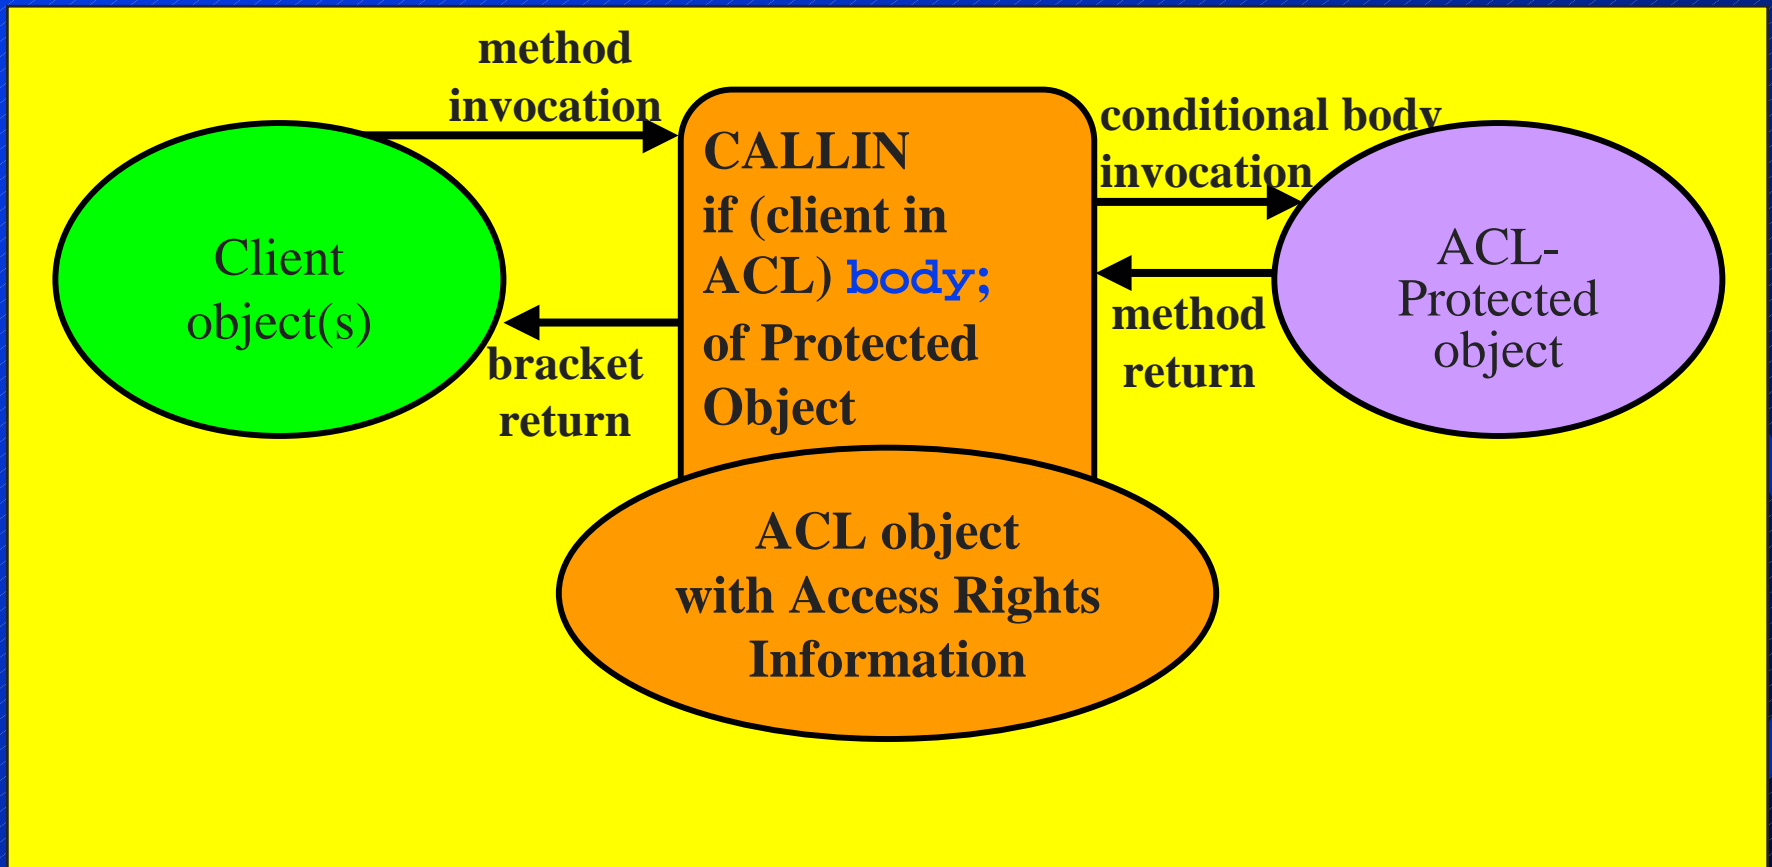 method
invocation
Client
object(s)
bracket
return
CALLIN
if (client in
ACL) body;
of Protected
Object
ACL object
with Access Rights
Information
conditional body
invocation
method
return
ACL-
Protected
object